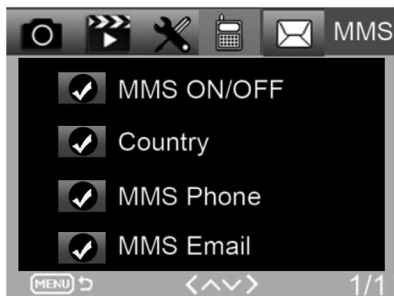 MMS
MMS ON/OFF
Country
MMS Phone
MMS Email
MENU 1/1